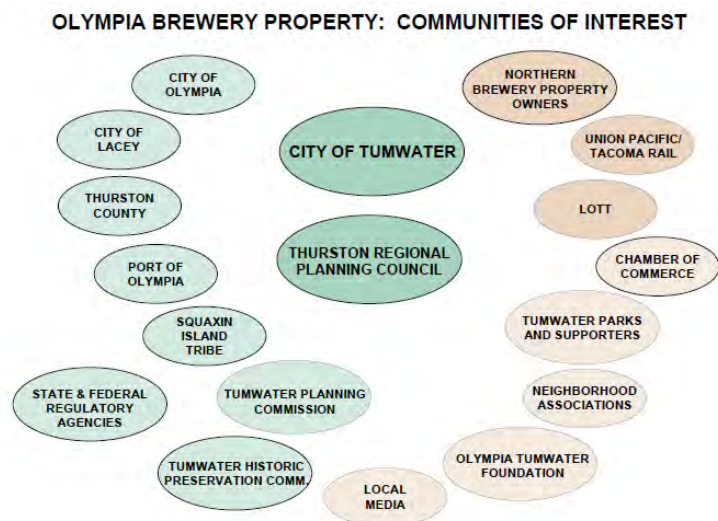 OLYMPIA BREWERY PROPERTY: COMMUNITIES OF INTEREST
CITY OF
OLYMPIA
NORTHERN
BREWERY PROPERTY
OWNERS
CITY OF
LACEY
CITY OF TUMWATER
UNION PACIFIC/
TACOMA RAIL
THURSTON
COUNTY
LOTT
THURSTON REGIONAL
PLANNING COUNCIL
PORT OF
OLYMPIA
CHAMBER OF
COMMERCE
SQUAXIN
ISLAND
TRIBE
TUMWATER PARKS
AND SUPPORTERS
STATE & FEDERAL
REGULATORY
AGENCIES
TUMWATER PLANNING
COMMISSION
NEIGHBORHOOD
ASSOCIATIONS
TUMWATER HISTORIC
PRESERVATION COMM.
OLYMPIA TUMWATER
FOUNDATION
LOCAL
MEDIA